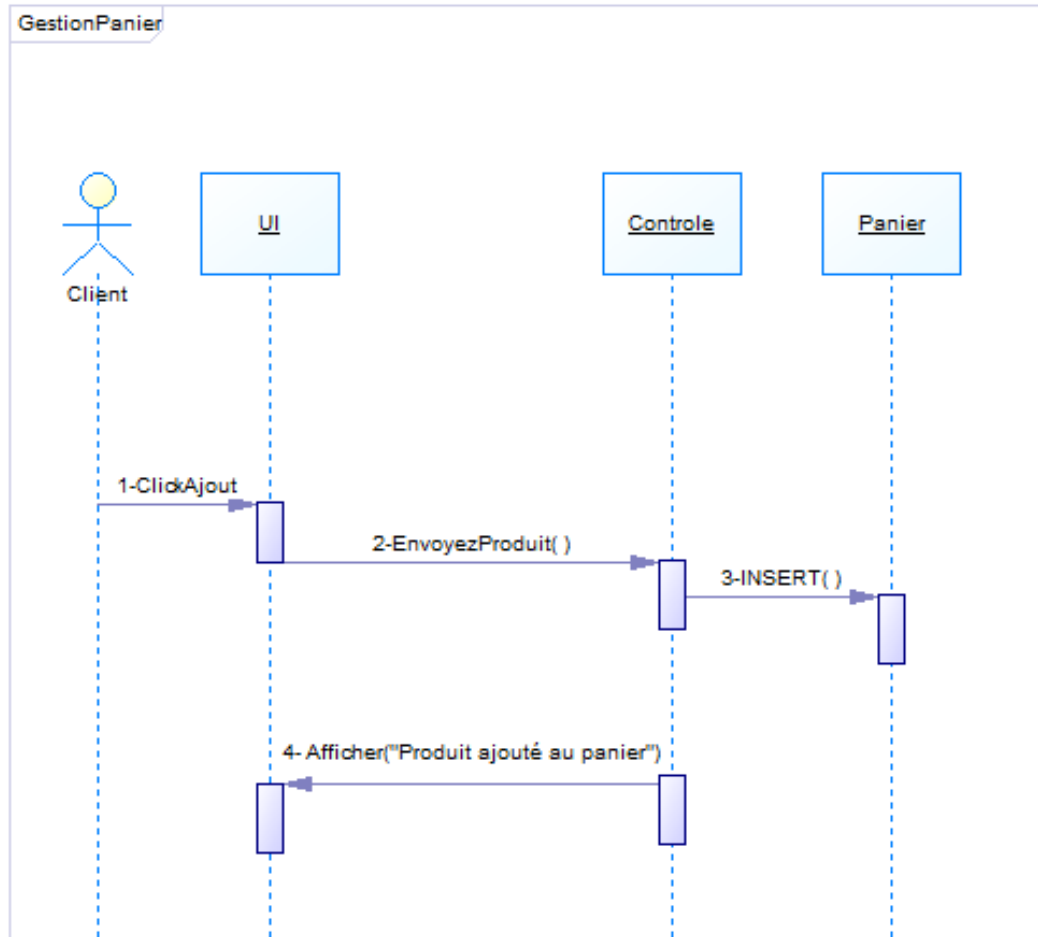 GestionPanier
UI
Controle
Panier
Client
1-ClickAjout
2-EnvoyezProduit( )
3-INSERT( )
4- Afficher("Produit ajouté au panier")